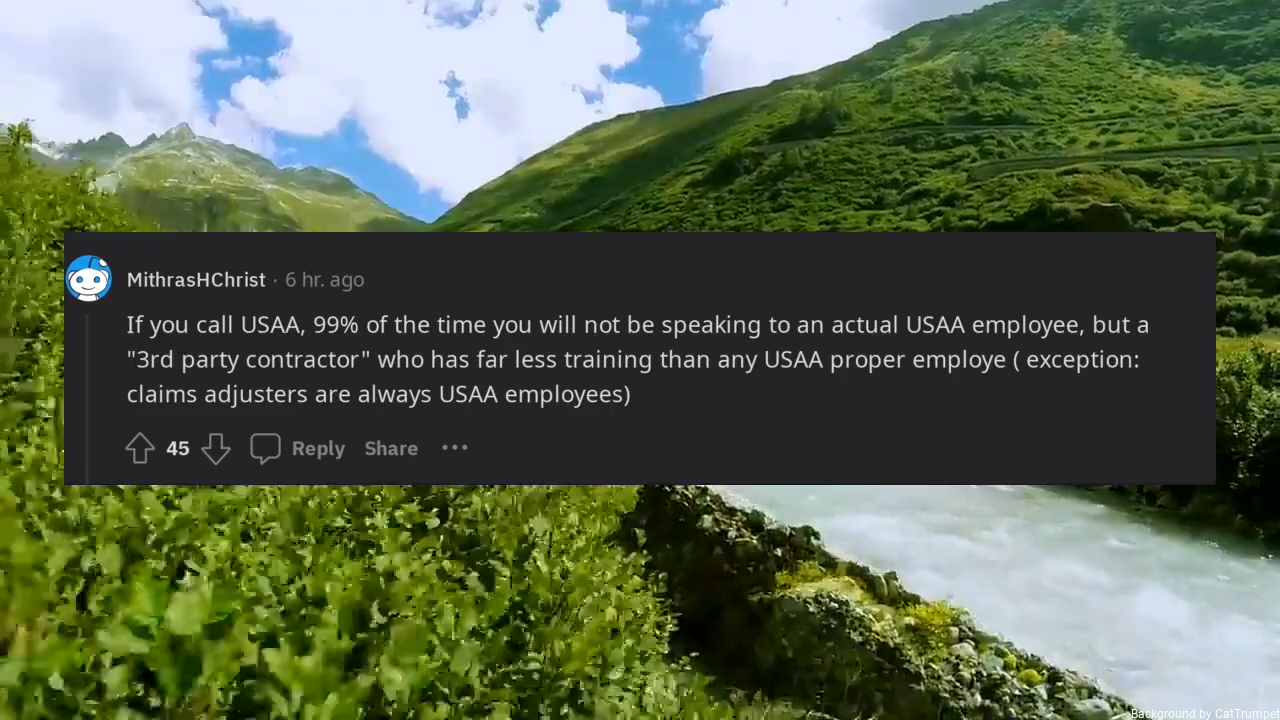 MithrasHChrist · 6 hr. ago
If you call USAA, 99% of the time you will not be speaking to an actual USAA employee, but a
"3rd party contractor" who has far less training than any USAA proper employe ( exception:
claims adjusters are always USAA employees)
45 Reply Share ···
Background by CatTrumpet